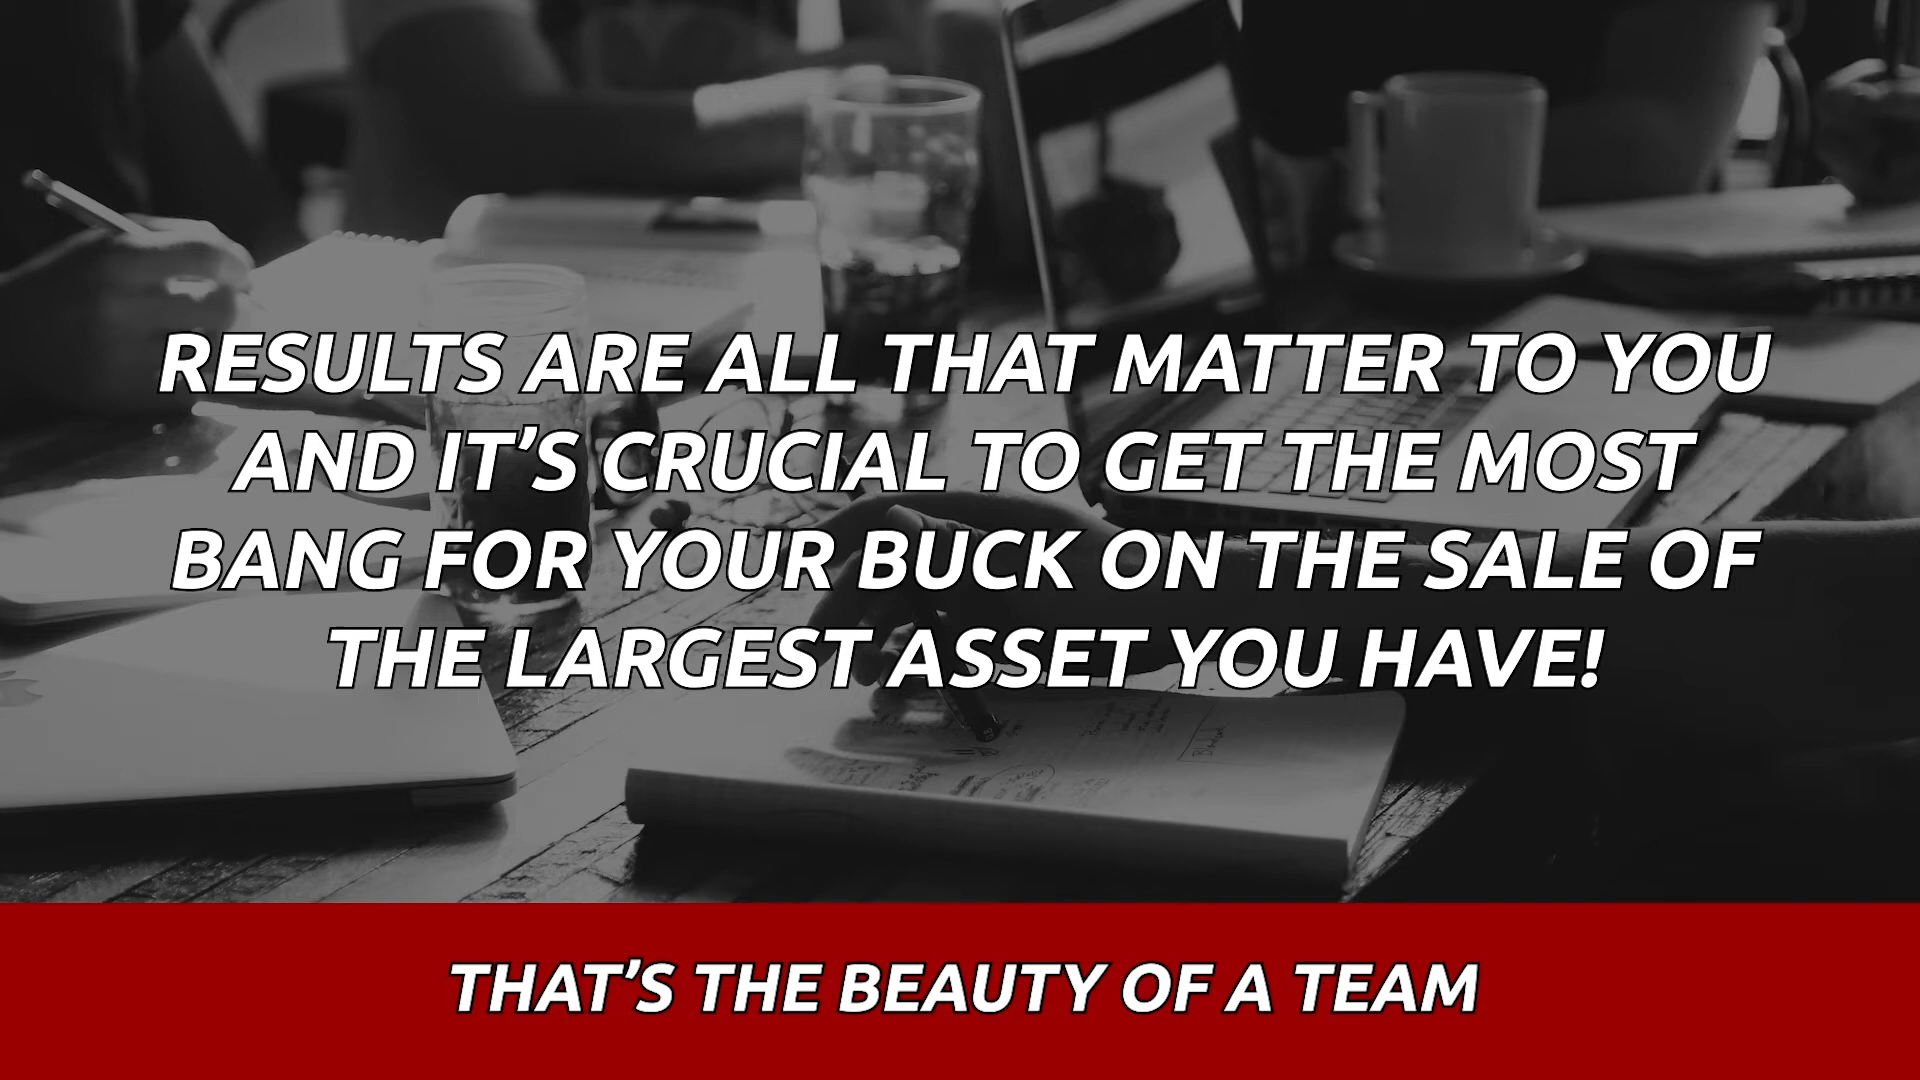 RESULTS ARE ALL THAT MATTER TO YOU
AND IT’S CRUCIAL TO GET THE MOST
BANG FOR YOUR BUCK ON THE SALE OF
THE LARGEST ASSET YOU HAVE!
THAT’S THE BEAUTY OF A TEAM